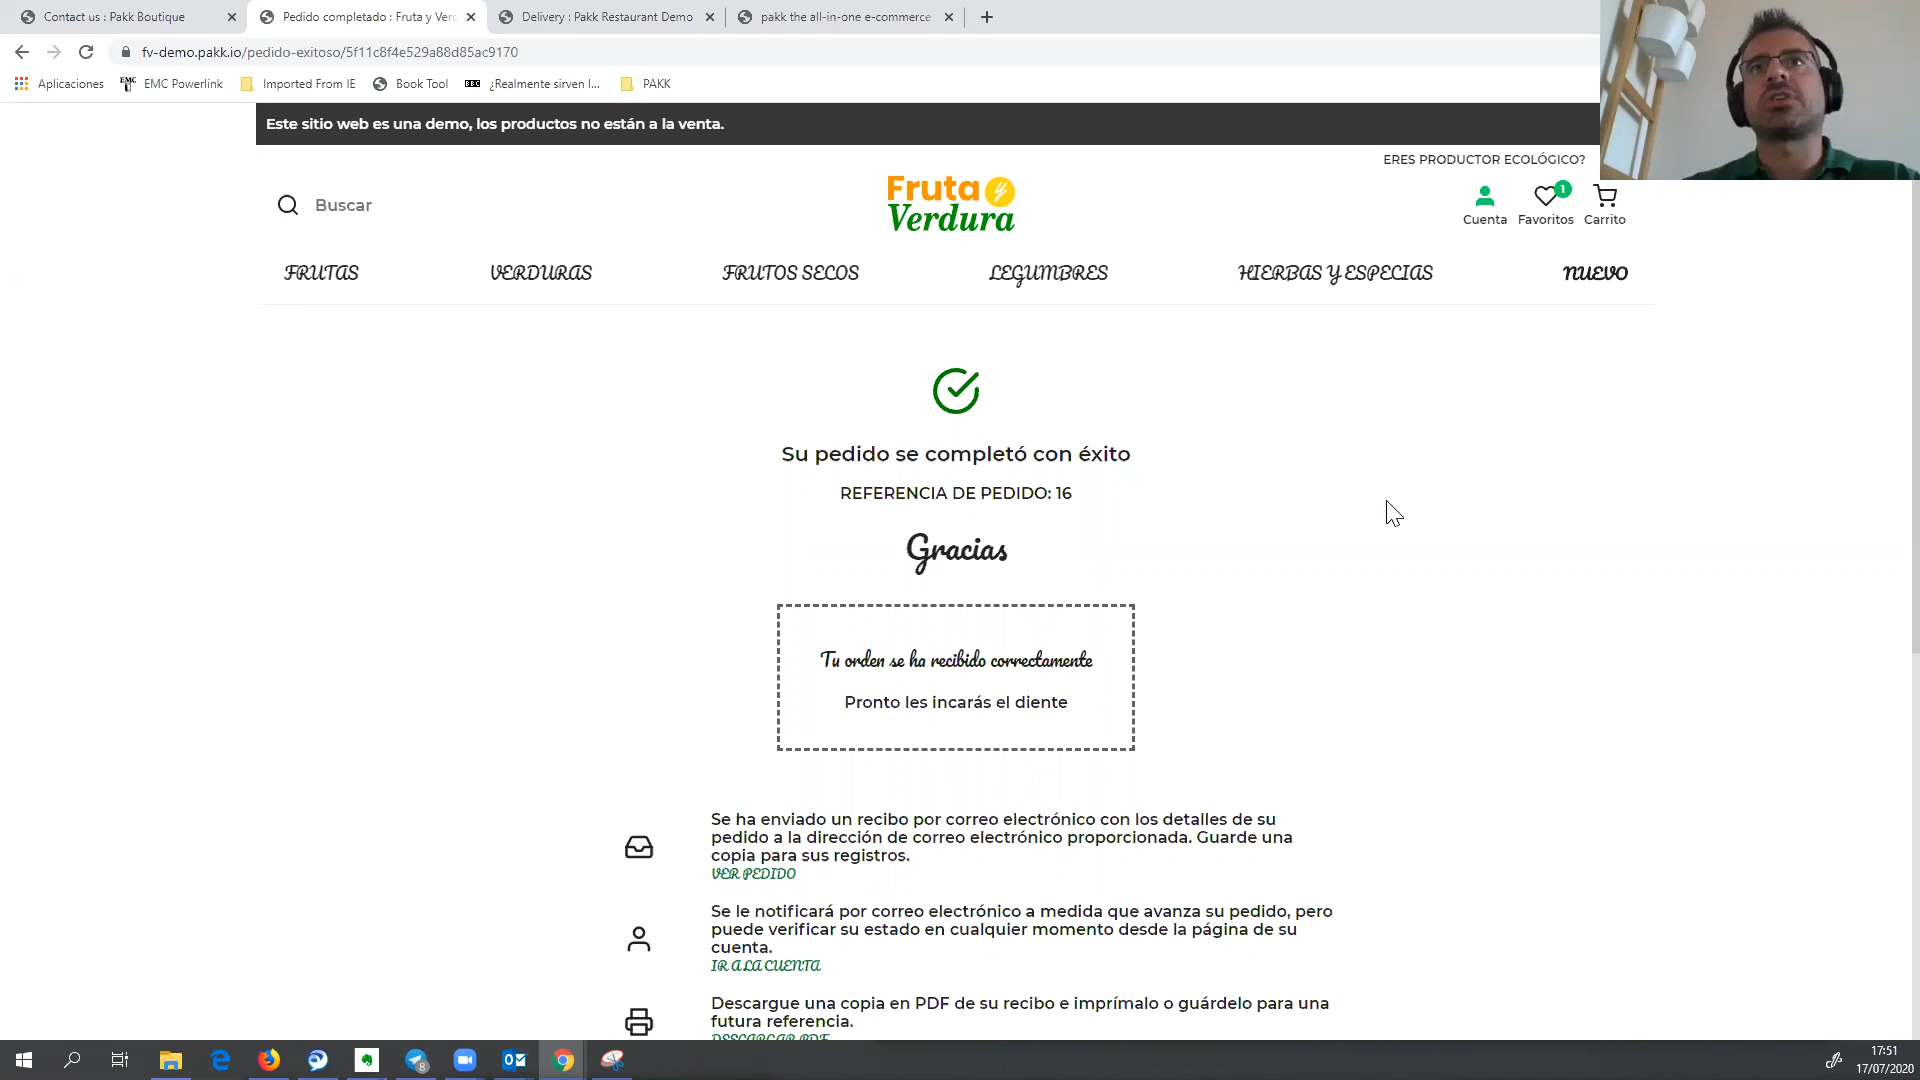 Contact us : Pakk Boutique
Pedido completado : Fruta y Verd
Delivery : Pakk Restaurant Demo
pakk the all-in-one e-commerce
fv-demo.pakk.io/pedido-exitoso/5f11c8f4e529a88d85ac9170
Aplicaciones
EMC EMC Powerlink
Imported From IE
Book Tool
BBC ¿Realmente sirven l...
PAKK
Este sitio web es una demo, los productos no están a la venta.
ERES PRODUCTOR ECOLÓGICO?
Buscar
Fruta y
Verdura
1
Cuenta
Favoritos
Carrito
FRUTAS
VERDURAS
FRUTOS SECOS
LEGUMBRES
HIERBAS Y ESPECIAS
NUEVO
Su pedido se completó con éxito
REFERENCIA DE PEDIDO: 16
Gracias
Tu orden se ha recibido correctamente
Pronto les incarás el diente
Se ha enviado un recibo por correo electrónico con los detalles de su
pedido a la dirección de correo electrónico proporcionada. Guarde una
copia para sus registros.
VER PEDIDO
Se le notificará por correo electrónico a medida que avanza su pedido, pero
puede verificar su estado en cualquier momento desde la página de su
cuenta.
IR A LA CUENTA
Descargue una copia en PDF de su recibo e imprímalo o guárdelo para una
futura referencia.
DESCARGAR PDF
8
17:51
17/07/2020